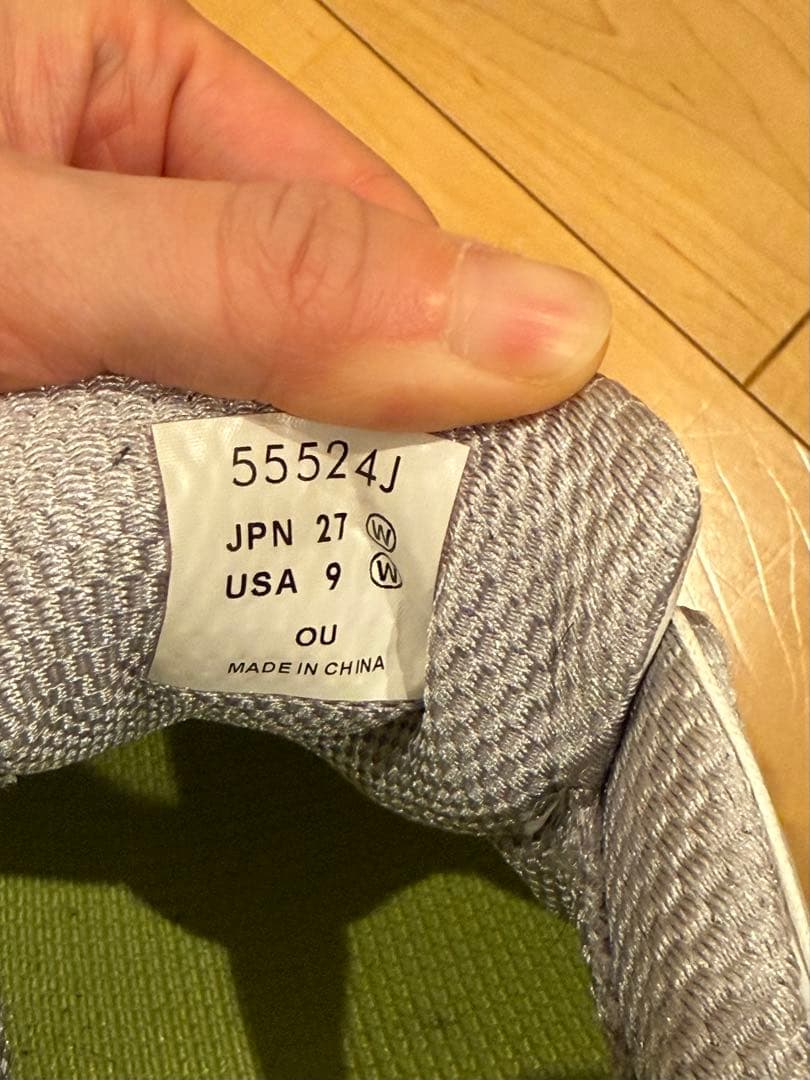 55524J
JPN 27 Ⓦ
USA 9 Ⓦ
OU
MADE IN CHINA